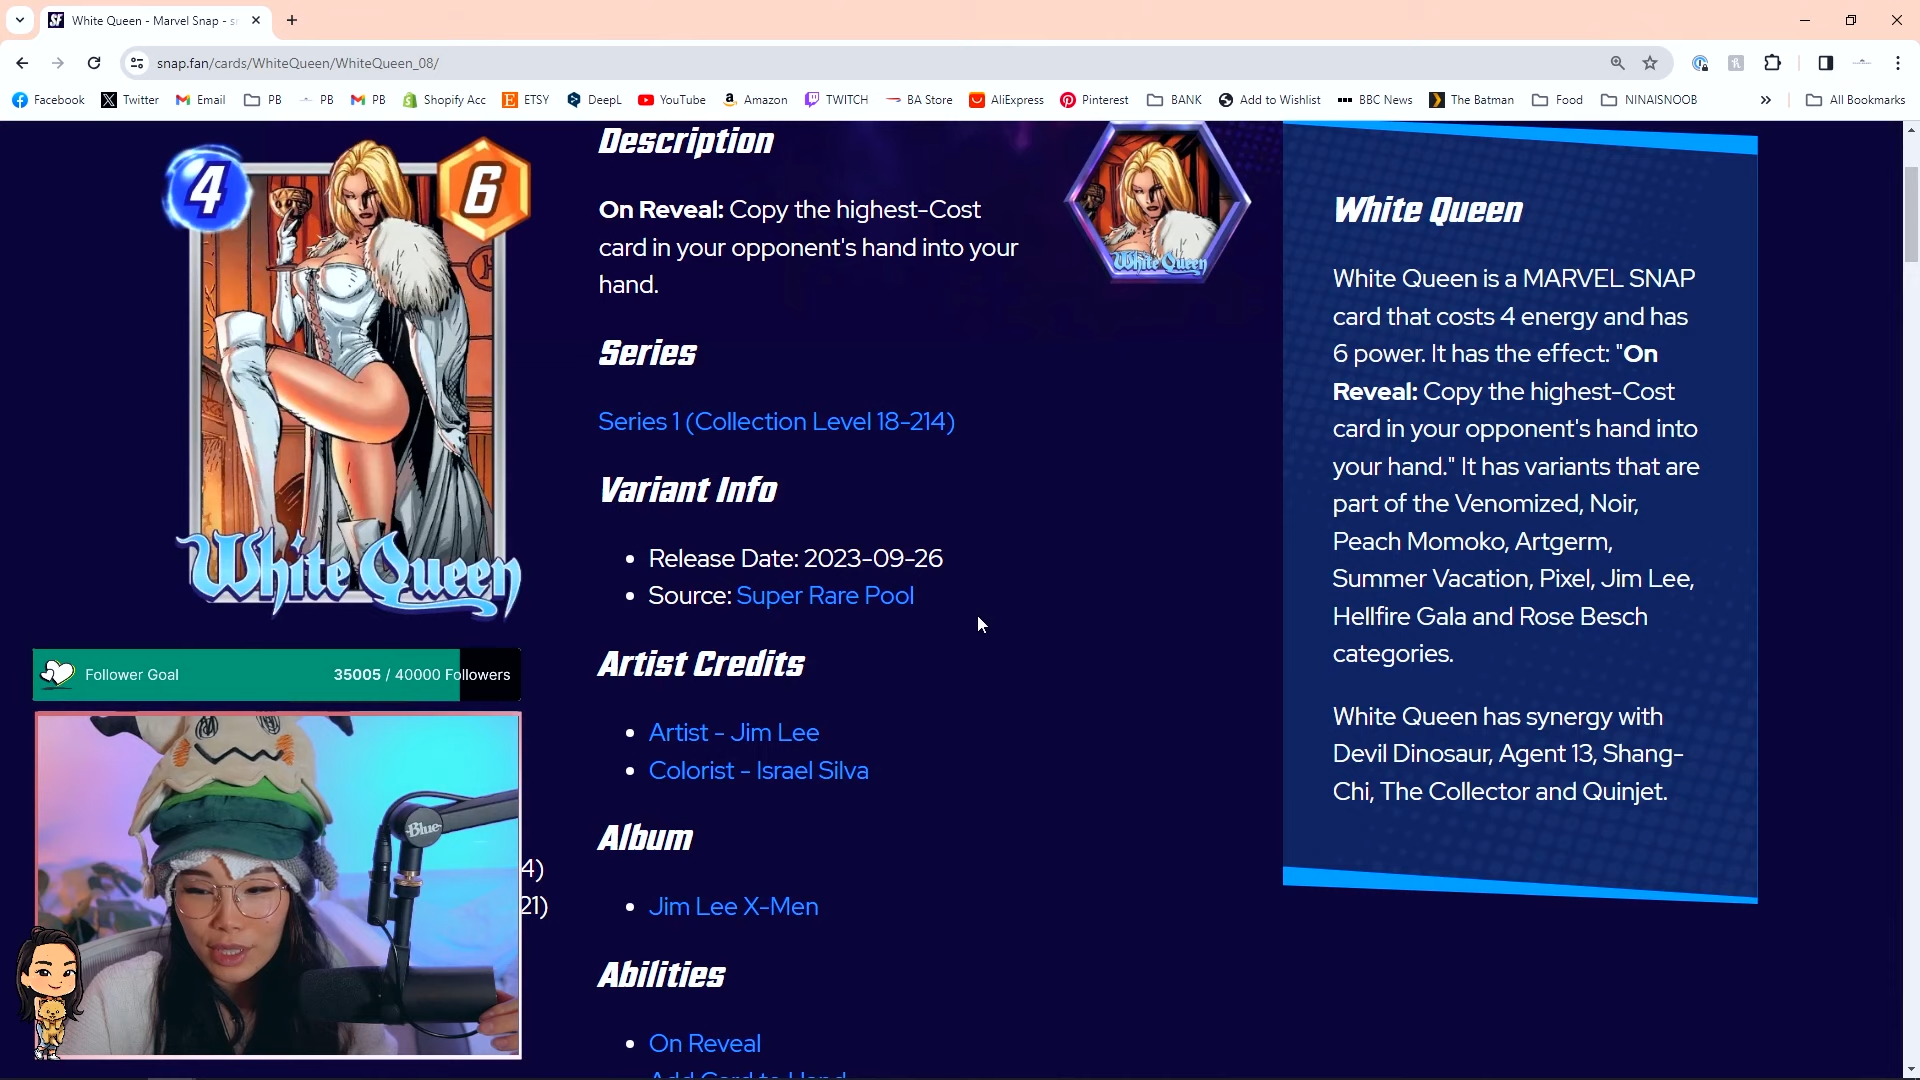 White Queen - Marvel Snap - s
snap.fan/cards/WhiteQueen/WhiteQueen_08/
Facebook Twitter Email PB PB PB Shopify Acc ETSY DeepL YouTube Amazon TWITCH BA Store AliExpress Pinterest BANK Add to Wishlist BBC News The Batman Food NINAISNOOB All Bookmarks
4
6
White Queen
Description
On Reveal: Copy the highest-Cost
card in your opponent's hand into your
hand.
Series
Series 1 (Collection Level 18-214)
Variant Info
• Release Date: 2023-09-26
• Source: Super Rare Pool
Artist Credits
• Artist - Jim Lee
• Colorist - Israel Silva
Album
• Jim Lee X-Men
Abilities
• On Reveal
Add Card to Hand
White Queen
White Queen
White Queen is a MARVEL SNAP
card that costs 4 energy and has
6 power. It has the effect: "On
Reveal: Copy the highest-Cost
card in your opponent's hand into
your hand." It has variants that are
part of the Venomized, Noir,
Peach Momoko, Artgerm,
Summer Vacation, Pixel, Jim Lee,
Hellfire Gala and Rose Besch
categories.
White Queen has synergy with
Devil Dinosaur, Agent 13, Shang-
Chi, The Collector and Quinjet.
Follower Goal 35005 / 40000 Followers
4)
21)
Blue